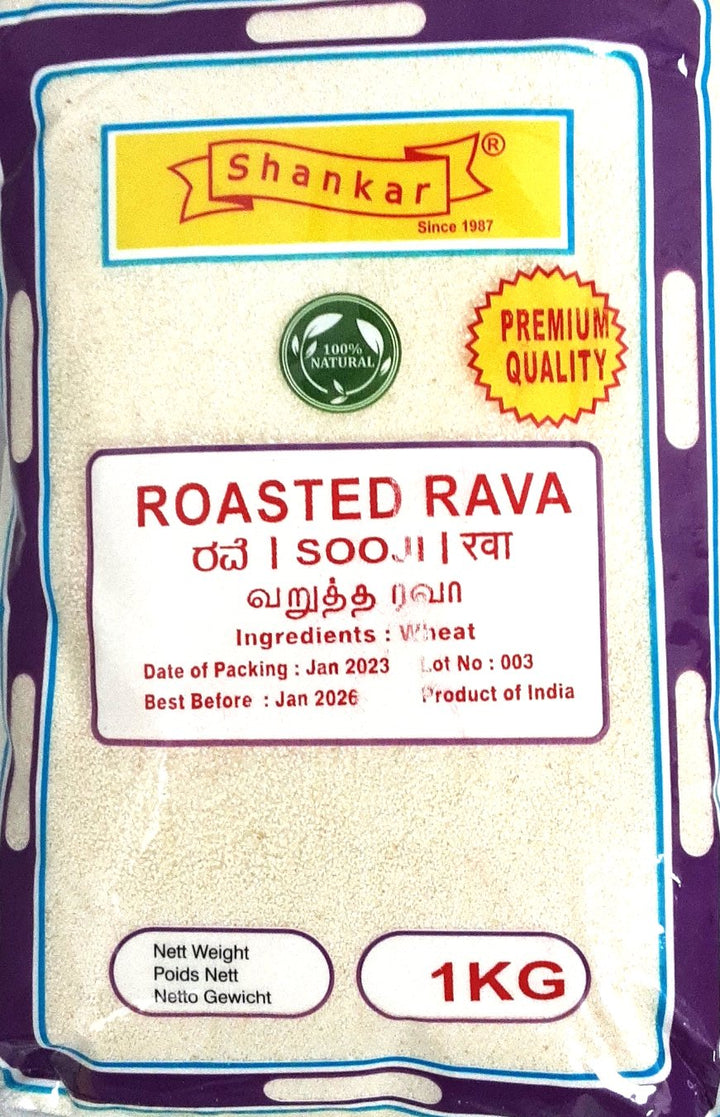 Shankar ®
Since 1987
100%
NATURAL
PREMIUM
QUALITY
ROASTED RAVA
ರವೆ | SOOJI | रवा
வறுத்த ரவா
Ingredients : Wheat
Date of Packing : Jan 2023 Lot No : 003
Best Before : Jan 2026 Product of India
Nett Weight
Poids Nett
Netto Gewicht
1KG